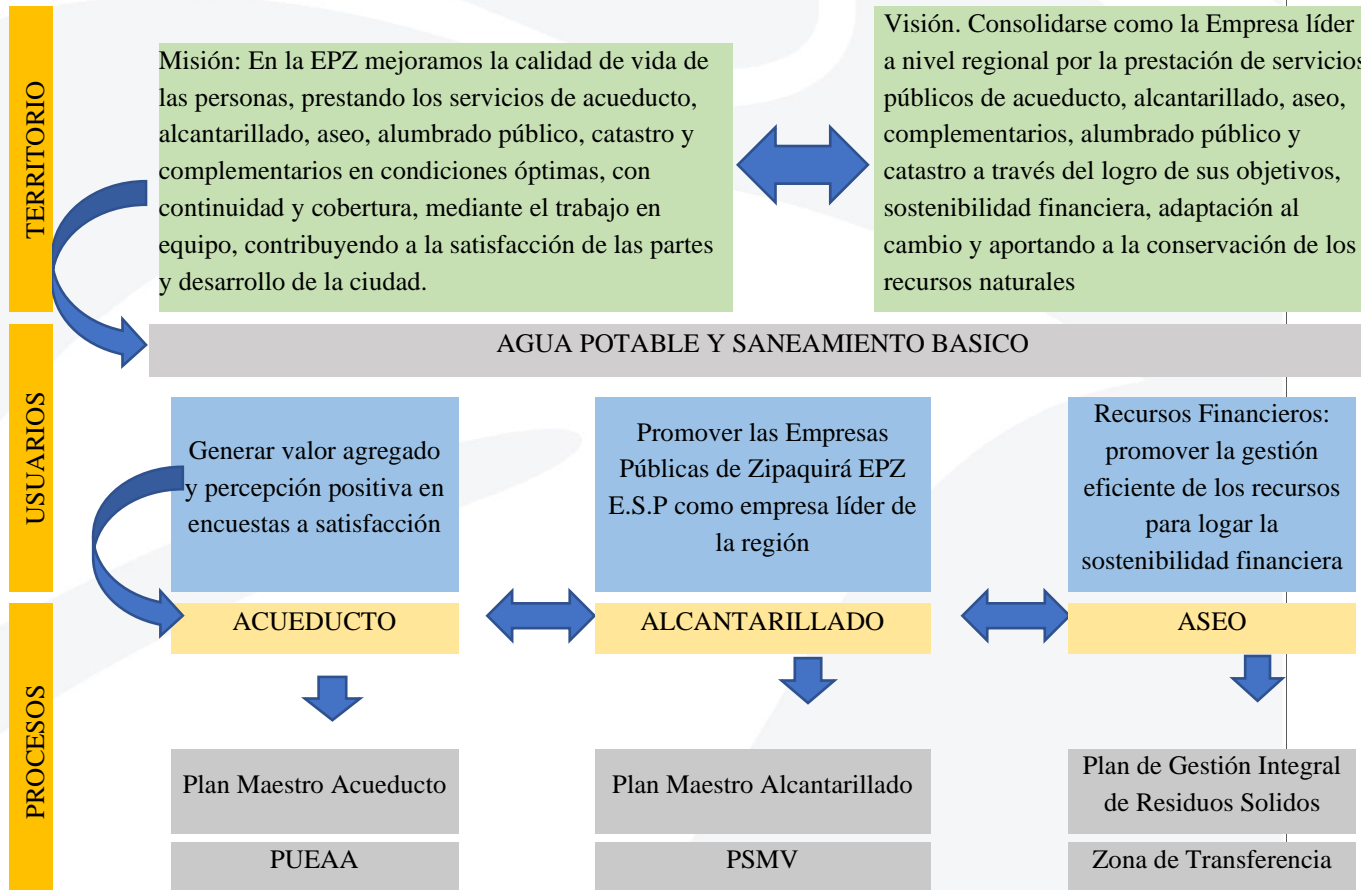 TERRITORIO
Misión: En la EPZ mejoramos la calidad de vida de
las personas, prestando los servicios de acueducto,
alcantarillado, aseo, alumbrado público, catastro y
complementarios en condiciones óptimas, con
continuidad y cobertura, mediante el trabajo en
equipo, contribuyendo a la satisfacción de las partes
y desarrollo de la ciudad.
Visión. Consolidarse como la Empresa líder
a nivel regional por la prestación de servicios
públicos de acueducto, alcantarillado, aseo,
complementarios, alumbrado público y
catastro a través del logro de sus objetivos,
sostenibilidad financiera, adaptación al
cambio y aportando a la conservación de los
recursos naturales
AGUA POTABLE Y SANEAMIENTO BASICO
USUARIOS
Generar valor agregado
y percepción positiva en
encuestas a satisfacción
Promover las Empresas
Públicas de Zipaquirá EPZ
E.S.P como empresa líder de
la región
Recursos Financieros:
promover la gestión
eficiente de los recursos
para logar la
sostenibilidad financiera
PROCESOS
ACUEDUCTO
ALCANTARILLADO
ASEO
Plan Maestro Acueducto
Plan Maestro Alcantarillado
Plan de Gestión Integral
de Residuos Solidos
PUEAA
PSMV
Zona de Transferencia